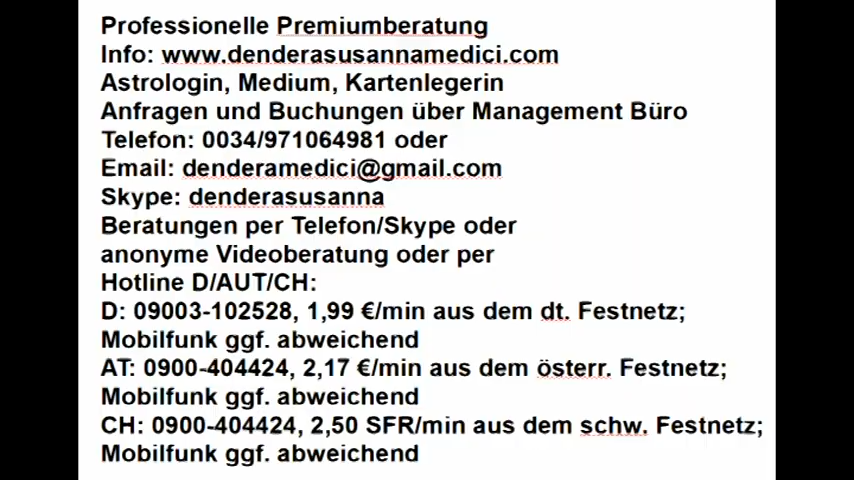 Professionelle Premiumberatung
Info: www.denderasusannamedici.com
Astrologin, Medium, Kartenlegerin
Anfragen und Buchungen über Management Büro
Telefon: 0034/971064981 oder
Email: denderamedici@gmail.com
Skype: denderasusanna
Beratungen per Telefon/Skype oder
anonyme Videoberatung oder per
Hotline D/AUT/CH:
D: 09003-102528, 1,99 €/min aus dem dt. Festnetz;
Mobilfunk ggf. abweichend
AT: 0900-404424, 2,17 €/min aus dem österr. Festnetz;
Mobilfunk ggf. abweichend
CH: 0900-404424, 2,50 SFR/min aus dem schw. Festnetz;
Mobilfunk ggf. abweichend